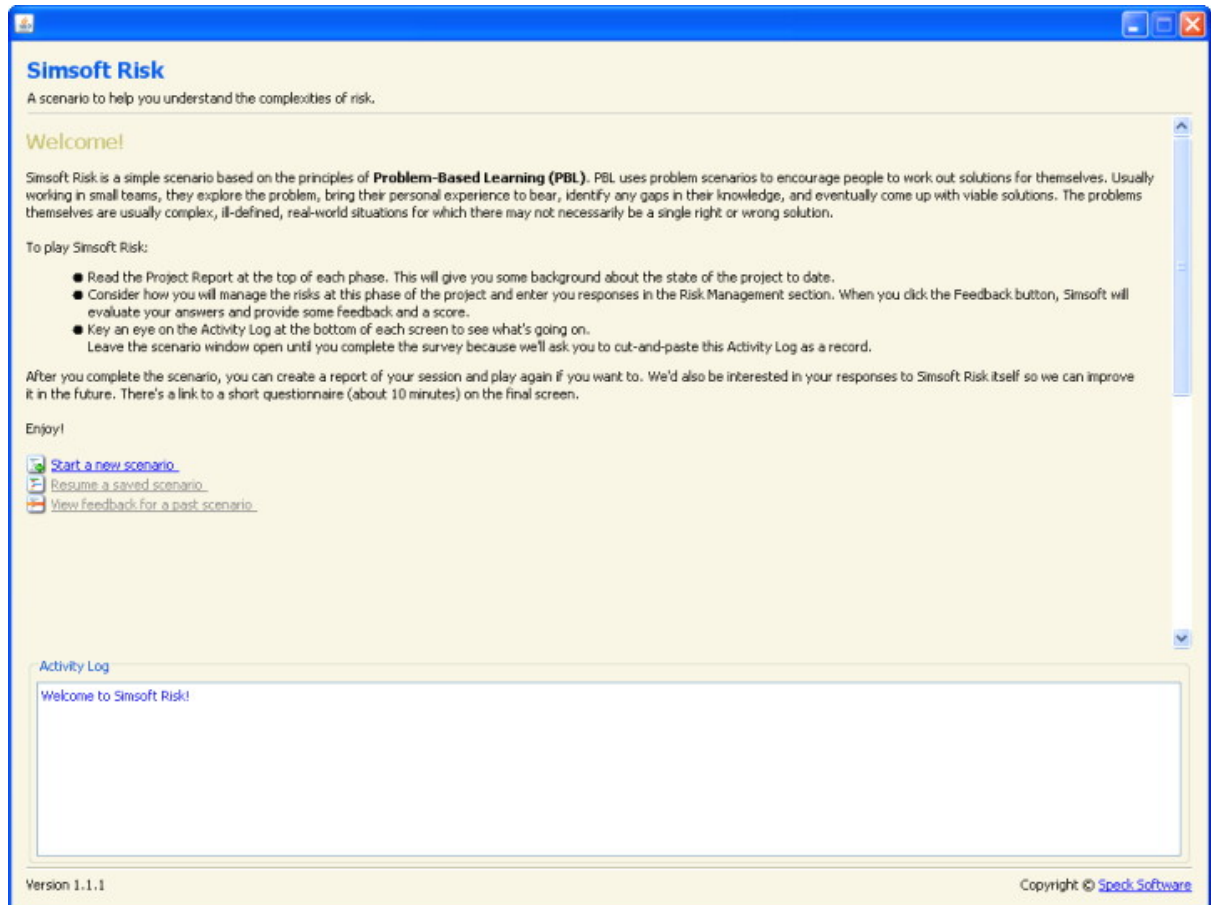 Simsoft Risk
A scenario to help you understand the complexities of risk.
Welcome!
Simsoft Risk is a simple scenario based on the principles of Problem-Based Learning (PBL). PBL uses problem scenarios to encourage people to work out solutions for themselves. Usually
working in small teams, they explore the problem, bring their personal experience to bear, identify any gaps in their knowledge, and eventually come up with viable solutions. The problems
themselves are usually complex, ill-defined, real-world situations for which there may not necessarily be a single right or wrong solution.
To play Simsoft Risk:
● Read the Project Report at the top of each phase. This will give you some background about the state of the project to date.
● Consider how you will manage the risks at this phase of the project and enter you responses in the Risk Management section. When you click the Feedback button, Simsoft will
evaluate your answers and provide some feedback and a score.
● Key an eye on the Activity Log at the bottom of each screen to see what's going on.
Leave the scenario window open until you complete the survey because we'll ask you to cut-and-paste this Activity Log as a record.
After you complete the scenario, you can create a report of your session and play again if you want to. We'd also be interested in your responses to Simsoft Risk itself so we can improve
it in the future. There's a link to a short questionnaire (about 10 minutes) on the final screen.
Enjoy!
Start a new scenario
Resume a saved scenario
View feedback for a past scenario
Activity Log
Welcome to Simsoft Risk!
Version 1.1.1
Copyright © Speck Software